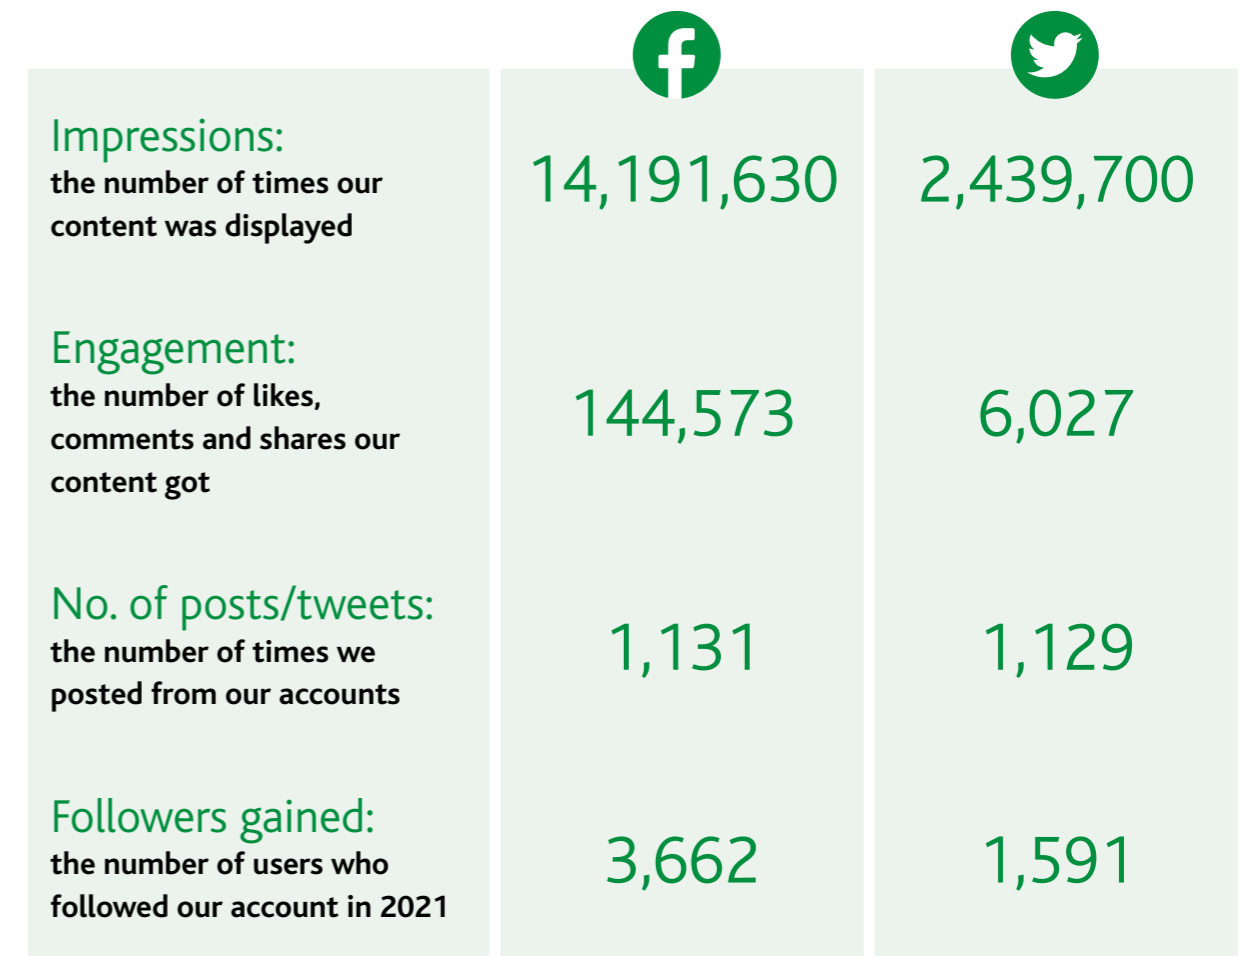 Impressions:
the number of times our
content was displayed
14,191,630
2,439,700
Engagement:
the number of likes,
comments and shares our
content got
144,573
6,027
No. of posts/tweets:
the number of times we
posted from our accounts
1,131
1,129
Followers gained:
the number of users who
followed our account in 2021
3,662
1,591